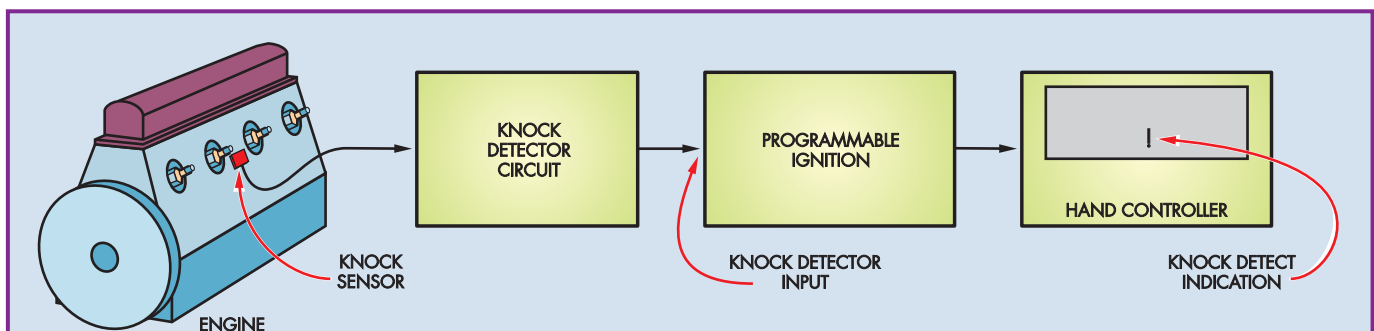 KNOCK
DETECTOR
CIRCUIT
PROGRAMMABLE
IGNITION
!
HAND CONTROLLER
KNOCK
SENSOR
KNOCK DETECTOR
INPUT
KNOCK DETECT
INDICATION
ENGINE